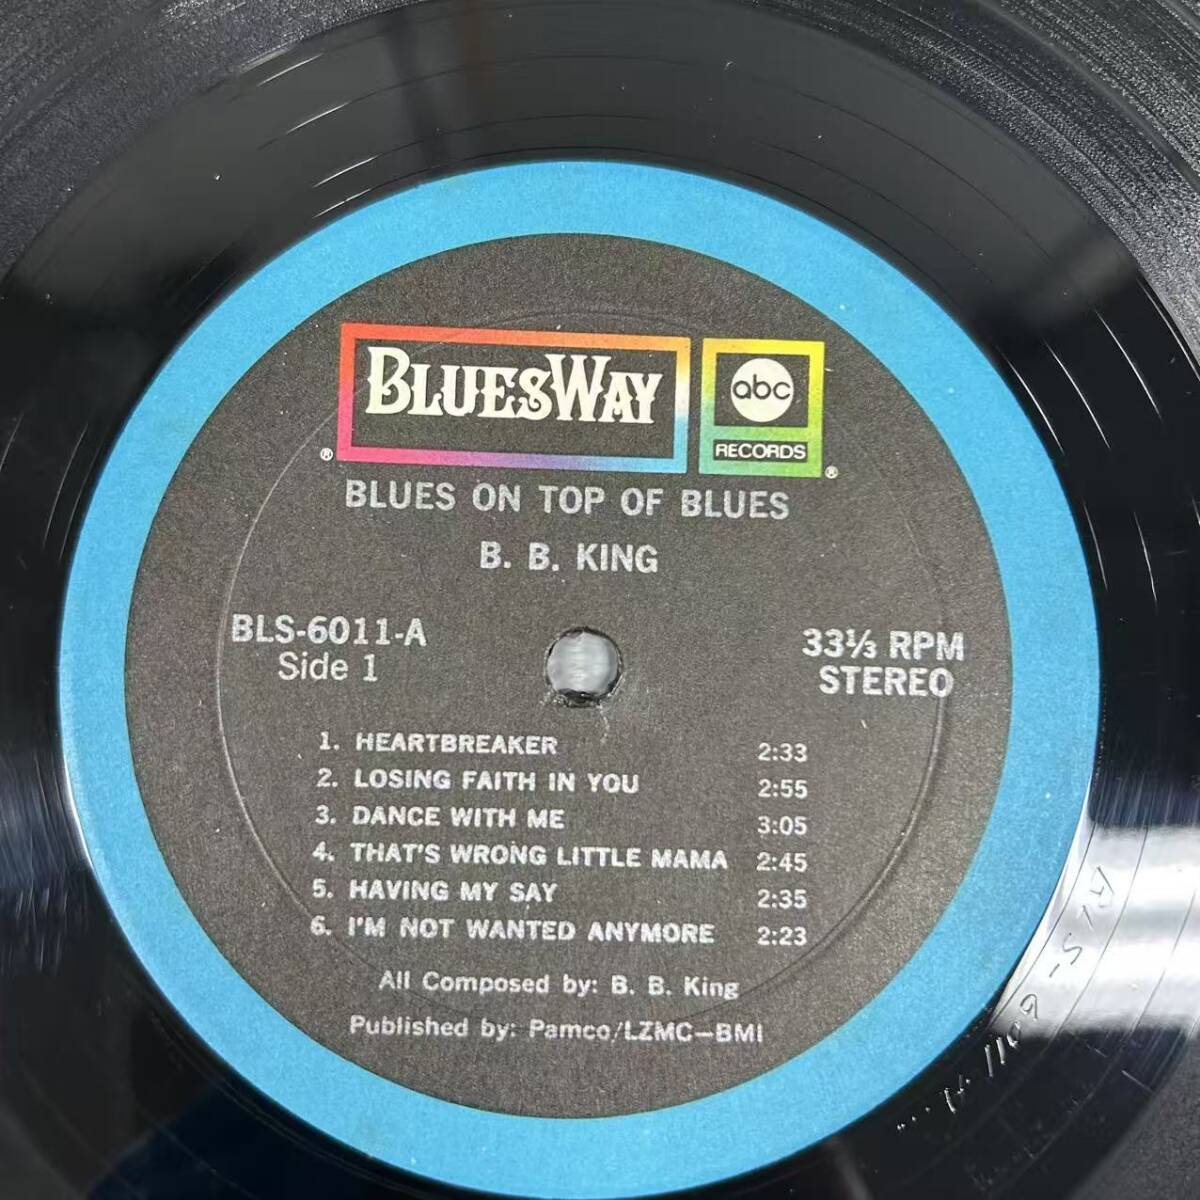 BLUESWAY
abc
RECORDS
®
®
BLUES ON TOP OF BLUES
B. B. KING
BLS-6011-A
Side 1
33⅓ RPM
STEREO
1. HEARTBREAKER 2:33
2. LOSING FAITH IN YOU 2:55
3. DANCE WITH ME 3:05
4. THAT'S WRONG LITTLE MAMA 2:45
5. HAVING MY SAY 2:35
6. I'M NOT WANTED ANYMORE 2:23
All Composed by: B. B. King
Published by: Pamco/LZMC—BMI